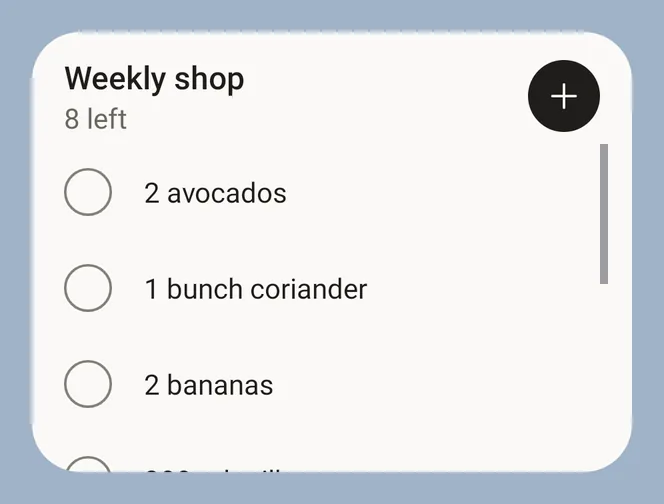 Weekly shop
8 left
2 avocados
1 bunch coriander
2 bananas